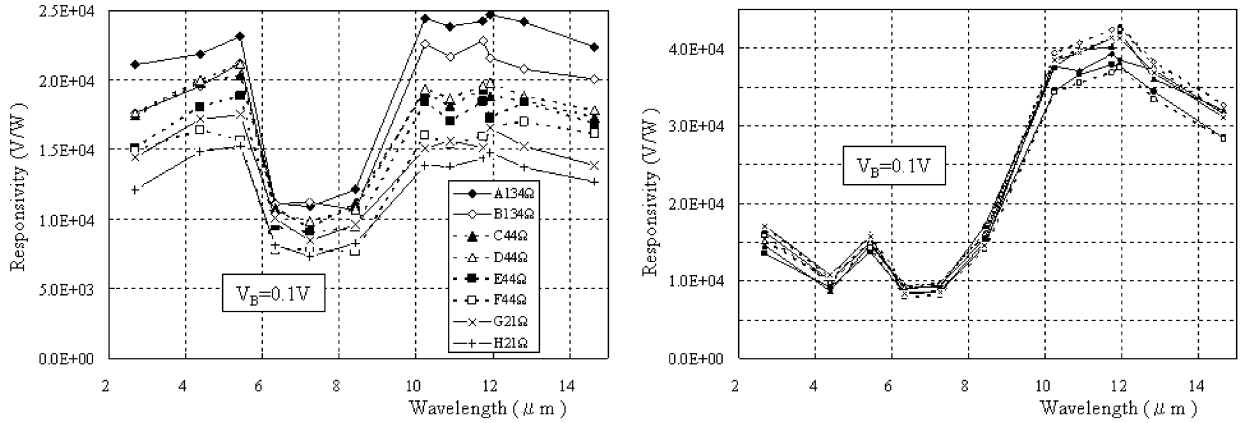 2.5E+04
2.0E+04
1.5E+04
1.0E+04
5.0E+03
0.0E+00
Responsivity (V/W)
2 4 6 8 10 12 14
Wavelength ( μ m )
V_B=0.1V
A134Ω
B134Ω
C44Ω
D44Ω
E44Ω
F44Ω
G21Ω
H21Ω
4.0E+04
3.0E+04
2.0E+04
1.0E+04
0.0E+00
Responsivity (V/W)
2 4 6 8 10 12 14
Wavelength ( μ m )
V_B=0.1V